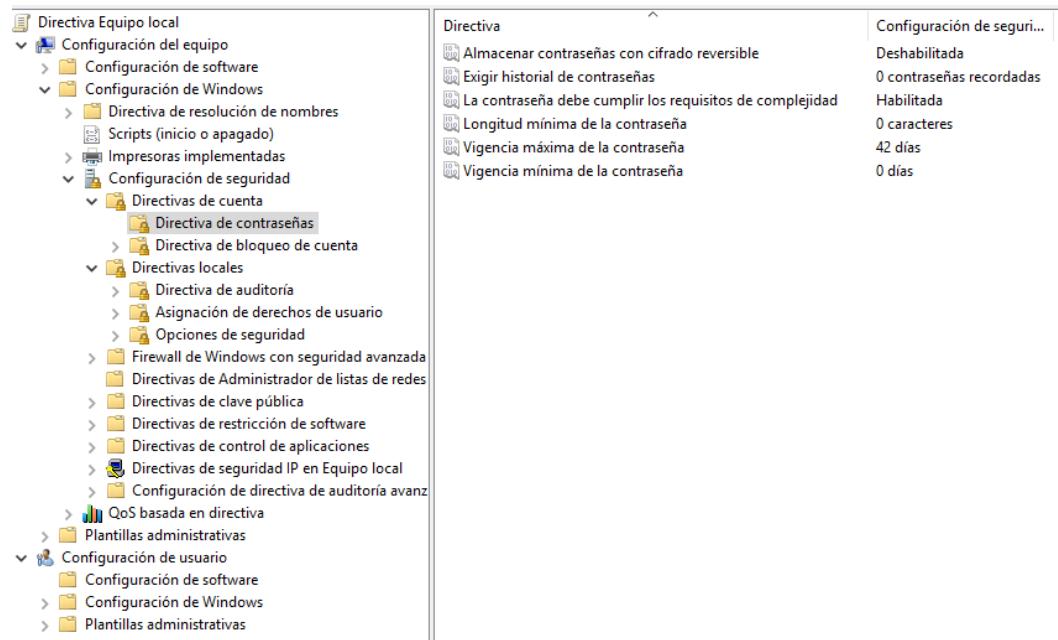 Directiva Equipo local
Configuración del equipo
Configuración de software
Configuración de Windows
Directiva de resolución de nombres
Scripts (inicio o apagado)
Impresoras implementadas
Configuración de seguridad
Directivas de cuenta
Directiva de contraseñas
Directiva de bloqueo de cuenta
Directivas locales
Directiva de auditoría
Asignación de derechos de usuario
Opciones de seguridad
Firewall de Windows con seguridad avanzada
Directivas de Administrador de listas de redes
Directivas de clave pública
Directivas de restricción de software
Directivas de control de aplicaciones
Directivas de seguridad IP en Equipo local
Configuración de directiva de auditoría avanz
QoS basada en directiva
Plantillas administrativas
Configuración de usuario
Configuración de software
Configuración de Windows
Plantillas administrativas
Directiva Configuración de seguri...
Almacenar contraseñas con cifrado reversible Deshabilitada
Exigir historial de contraseñas 0 contraseñas recordadas
La contraseña debe cumplir los requisitos de complejidad Habilitada
Longitud mínima de la contraseña 0 caracteres
Vigencia máxima de la contraseña 42 días
Vigencia mínima de la contraseña 0 días